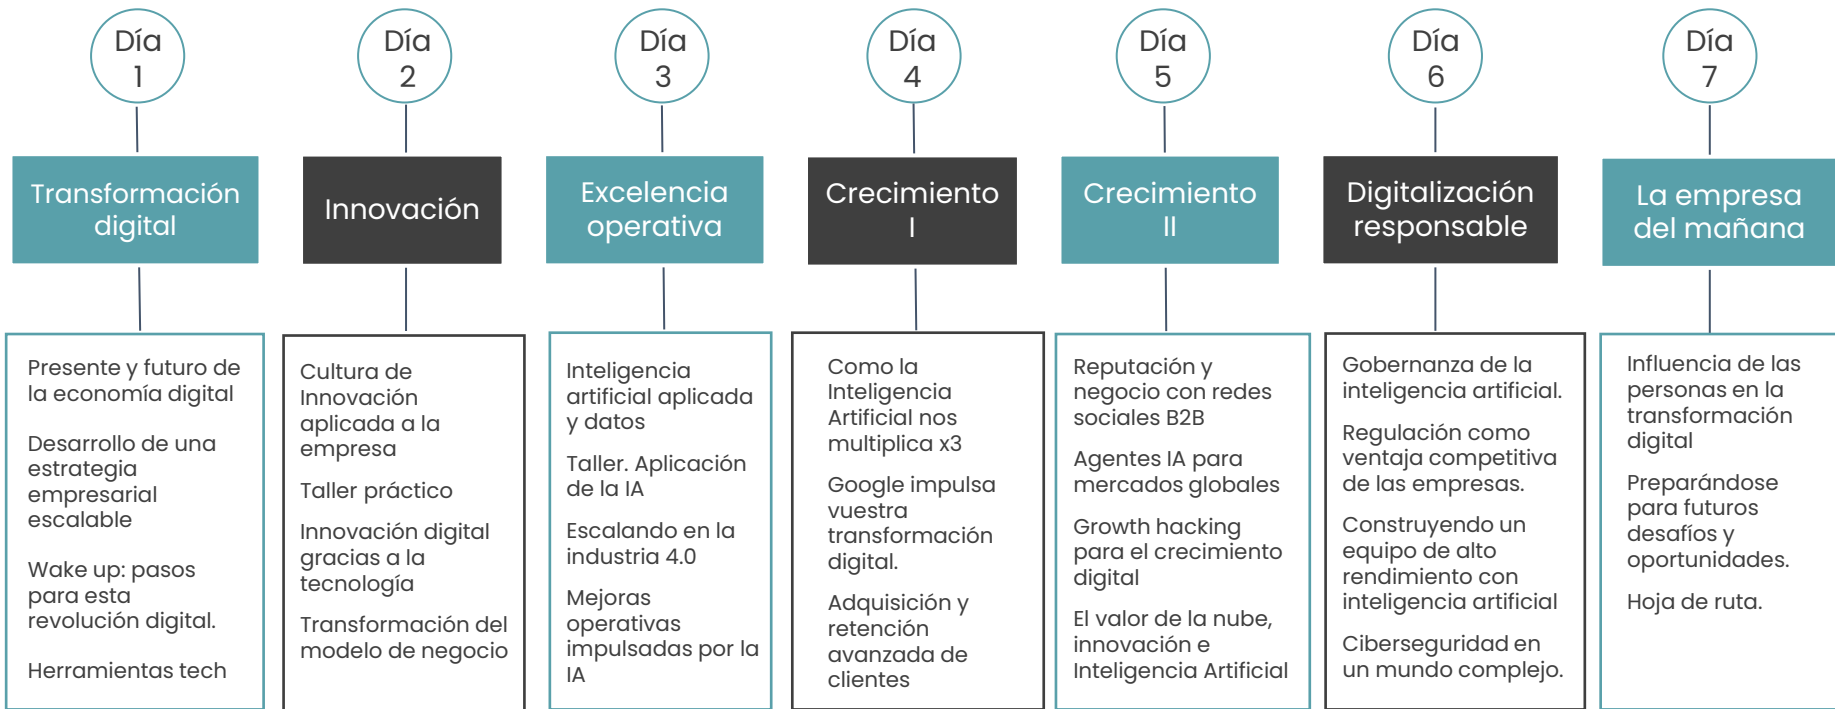 Día
1
Transformación
digital
Presente y futuro de
la economía digital
Desarrollo de una
estrategia
empresarial
escalable
Wake up: pasos
para esta
revolución digital.
Herramientas tech
Día
2
Innovación
Cultura de
Innovación
aplicada a la
empresa
Taller práctico
Innovación digital
gracias a la
tecnología
Transformación del
modelo de negocio
Día
3
Excelencia
operativa
Inteligencia
artificial aplicada
y datos
Taller. Aplicación
de la IA
Escalando en la
industria 4.0
Mejoras
operativas
impulsadas por la
IA
Día
4
Crecimiento
I
Como la
Inteligencia
Artificial nos
multiplica x3
Google impulsa
vuestra
transformación
digital.
Adquisición y
retención
avanzada de
clientes
Día
5
Crecimiento
II
Reputación y
negocio con redes
sociales B2B
Agentes IA para
mercados globales
Growth hacking
para el crecimiento
digital
El valor de la nube,
innovación e
Inteligencia Artificial
Día
6
Digitalización
responsable
Gobernanza de la
inteligencia artificial.
Regulación como
ventaja competitiva
de las empresas.
Construyendo un
equipo de alto
rendimiento con
inteligencia artificial
Ciberseguridad en
un mundo complejo.
Día
7
La empresa
del mañana
Influencia de las
personas en la
transformación
digital
Preparándose
para futuros
desafíos y
oportunidades.
Hoja de ruta.